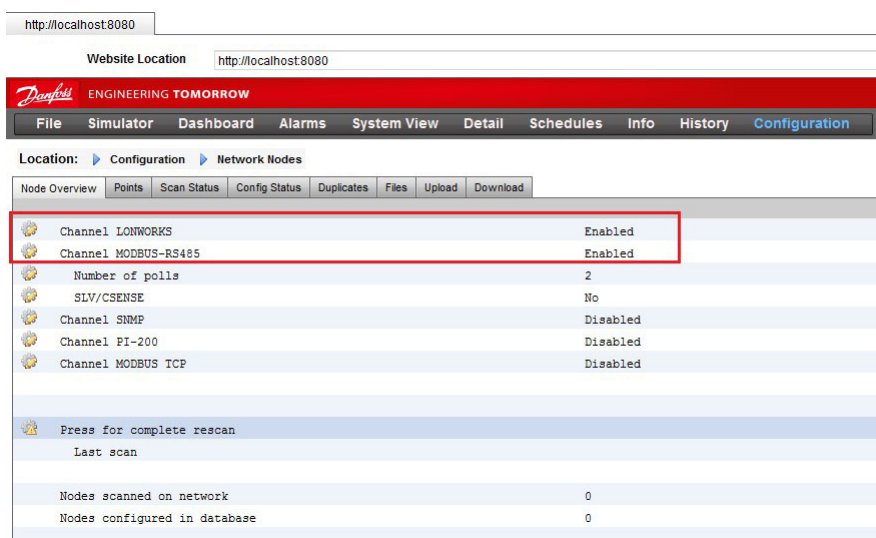 http://localhost:8080
Website Location http://localhost:8080
Danfoss ENGINEERING TOMORROW
File Simulator Dashboard Alarms System View Detail Schedules Info History Configuration
Location: Configuration Network Nodes
Node Overview Points Scan Status Config Status Duplicates Files Upload Download
Channel LONWORKS Enabled
Channel MODBUS-RS485 Enabled
Number of polls 2
SLV/CSENSE No
Channel SNMP Disabled
Channel PI-200 Disabled
Channel MODBUS TCP Disabled
Press for complete rescan
Last scan
Nodes scanned on network 0
Nodes configured in database 0